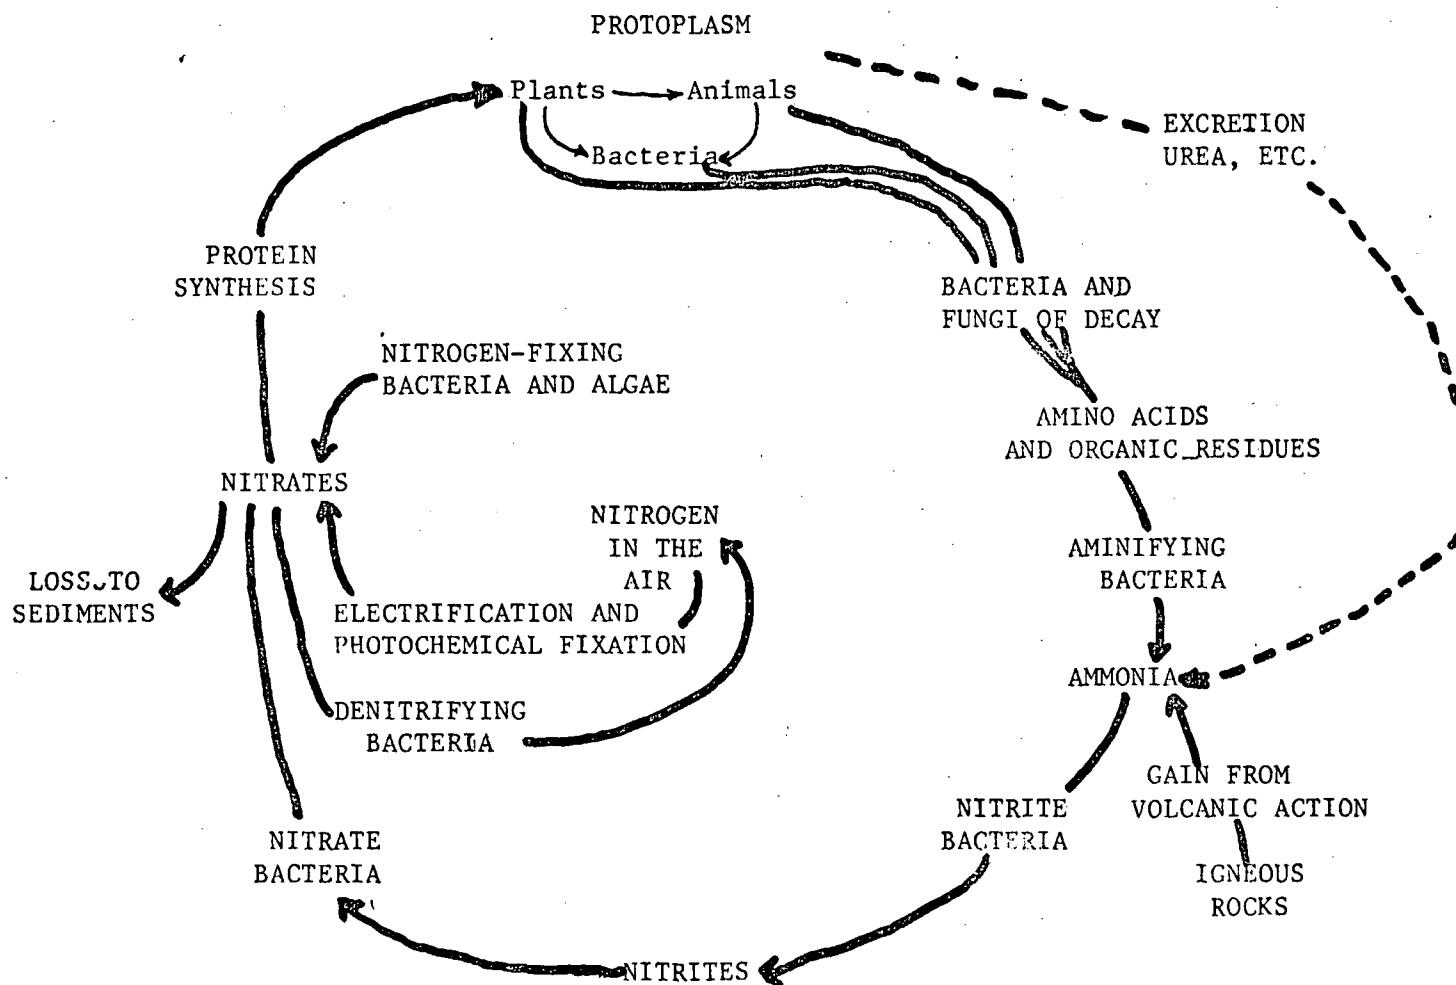 PROTOPLASM
Plants
Animals
Bacteria
EXCRETION
UREA, ETC.
PROTEIN
SYNTHESIS
BACTERIA AND
FUNGI OF DECAY
NITROGEN-FIXING
BACTERIA AND ALGAE
AMINO ACIDS
AND ORGANIC RESIDUES
NITRATES
NITROGEN
IN THE
AIR
AMINIFYING
BACTERIA
LOSS TO
SEDIMENTS
ELECTRIFICATION AND
PHOTOCHEMICAL FIXATION
AMMONIA
DENITRIFYING
BACTERIA
GAIN FROM
VOLCANIC ACTION
NITRITE
BACTERIA
NITRATE
BACTERIA
IGNEOUS
ROCKS
NITRITES